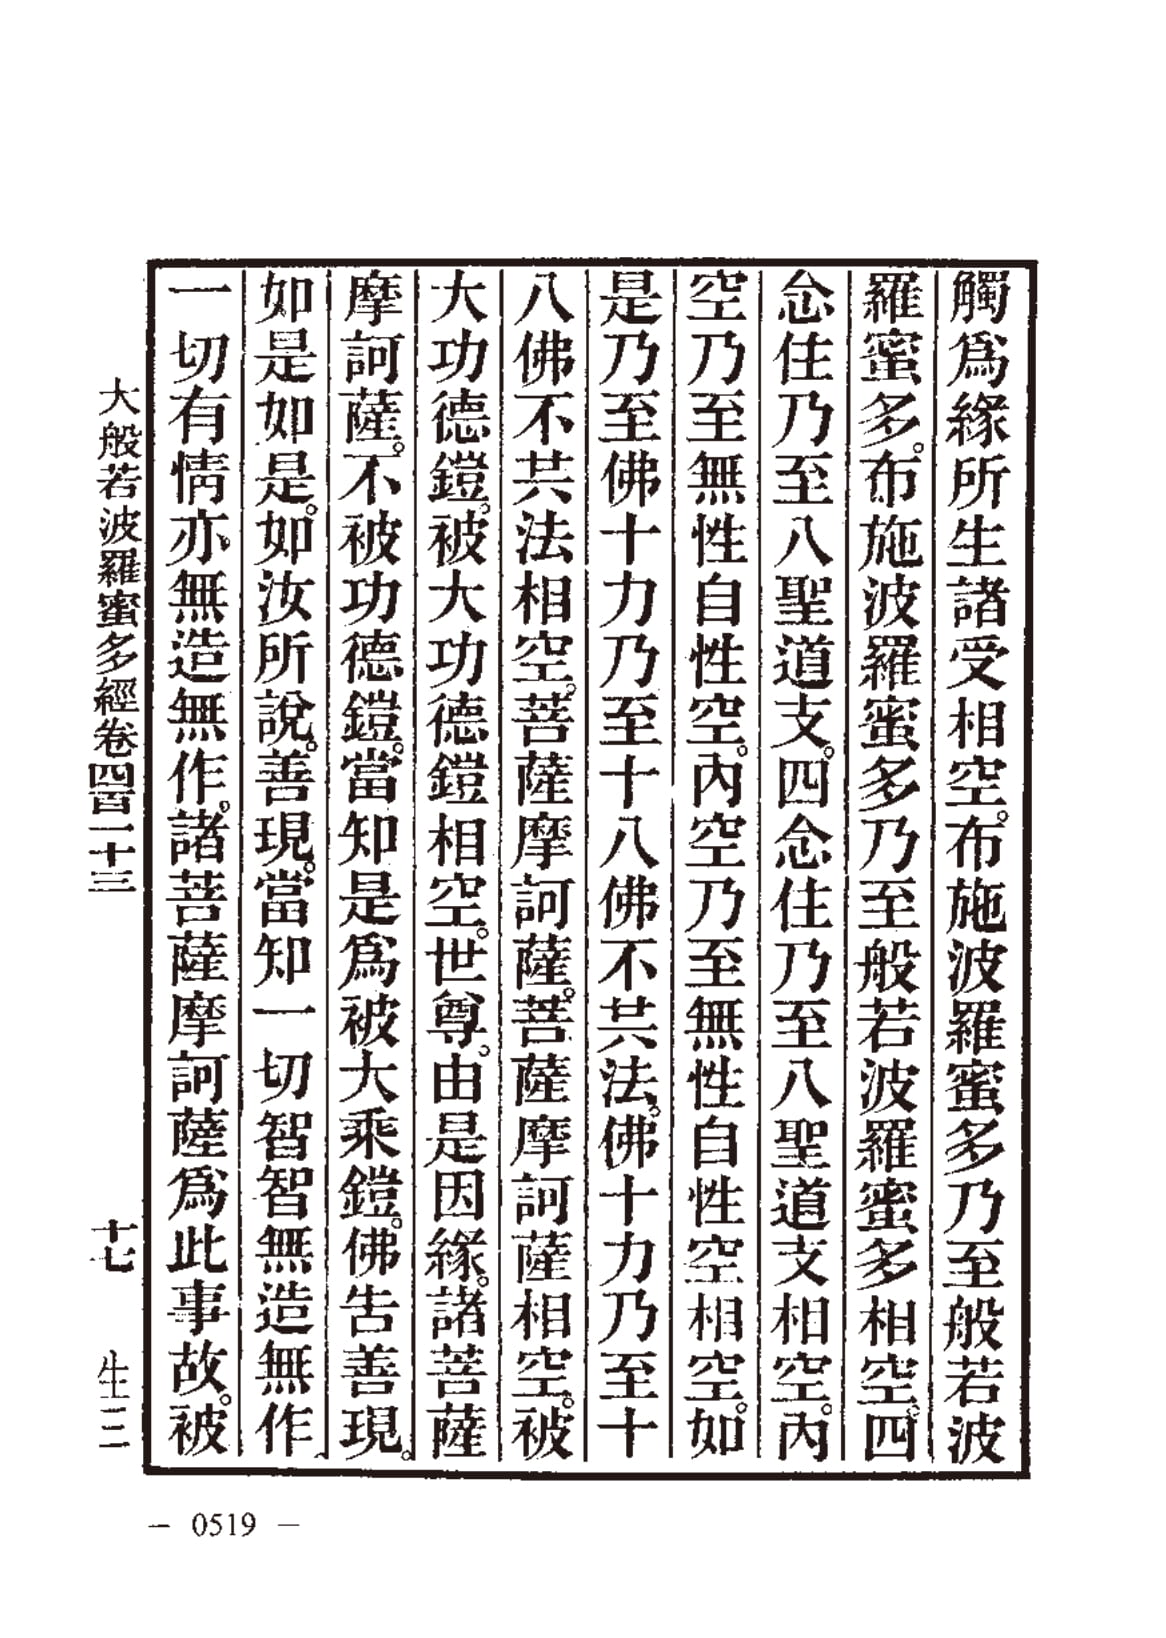 觸爲緣所生諸受相空。布施波羅蜜多乃至般若波
羅蜜多。布施波羅蜜多乃至般若波羅蜜多相空。四
念住乃至八聖道支。四念住乃至八聖道支相空。內
空乃至無性自性空。內空乃至無性自性空相空。如
是乃至佛十力乃至十八佛不共法。佛十力乃至十
八佛不共法相空。菩薩摩訶薩。菩薩摩訶薩相空。被
大功德鎧。被大功德鎧相空。世尊。由是因緣。諸菩薩
摩訶薩。不被功德鎧。當知是爲被大乘鎧。佛告善現。
如是如是。如汝所說。善現。當知一切智智無造無作、
一切有情亦無造無作。諸菩薩摩訶薩爲此事故。被
大般若波羅蜜多經卷四百一十三
十七
生三
— 0519 —